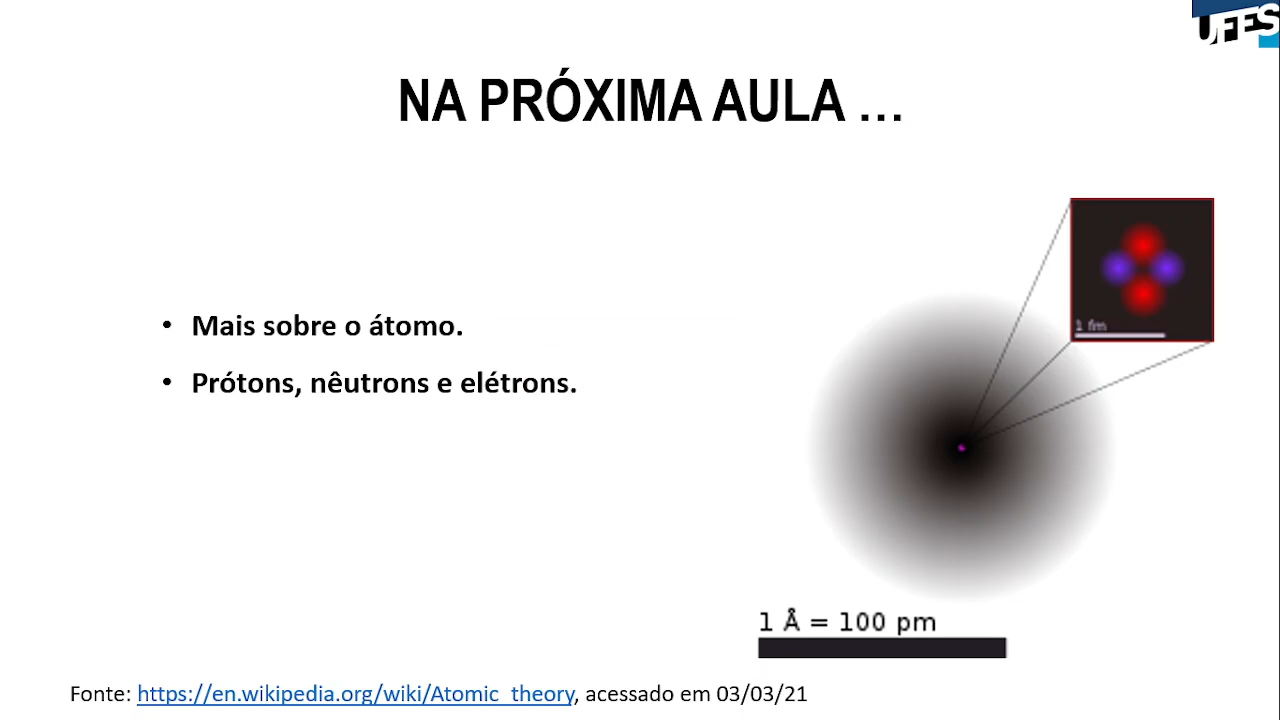 UFES
NA PRÓXIMA AULA ...
1 fm
• Mais sobre o átomo.
• Prótons, nêutrons e elétrons.
1 Å = 100 pm
Fonte: https://en.wikipedia.org/wiki/Atomic_theory, acessado em 03/03/21